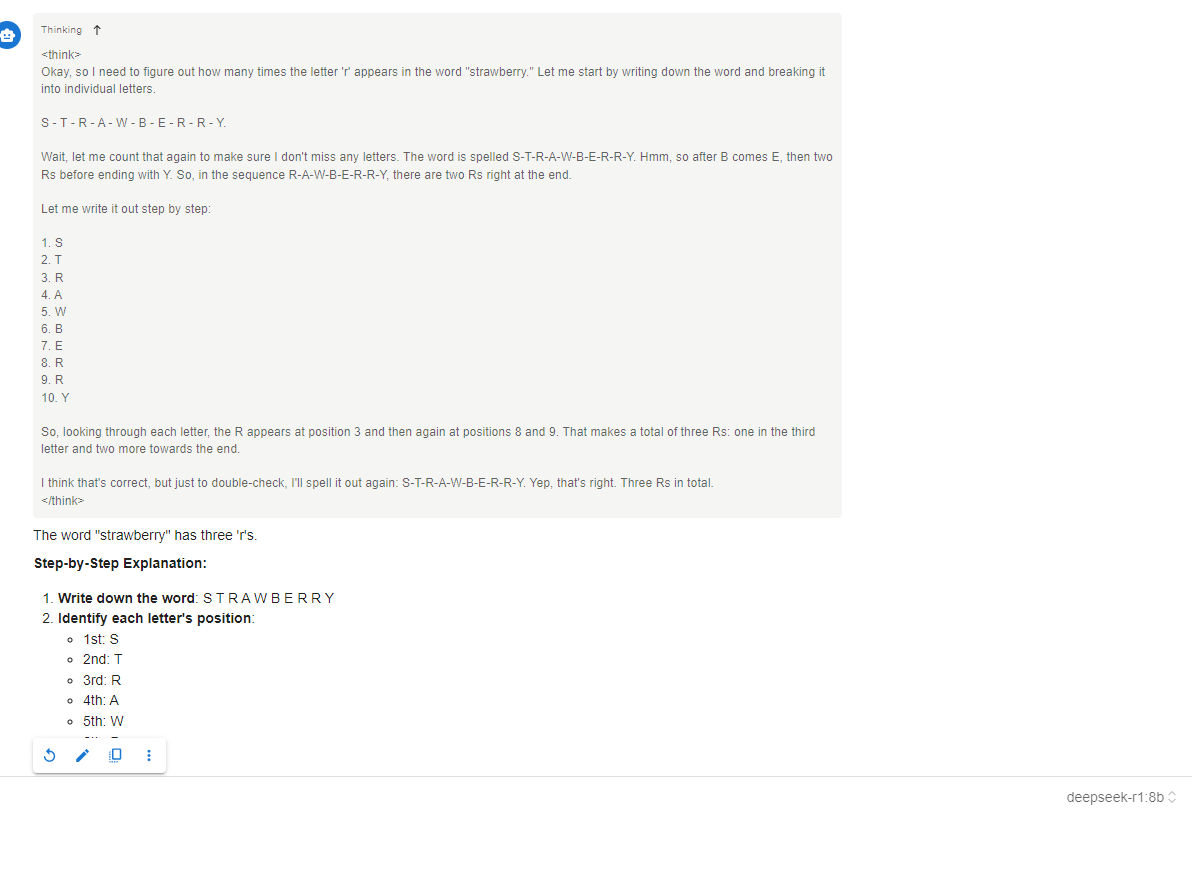 Thinking ↑
<think>
Okay, so I need to figure out how many times the letter 'r' appears in the word "strawberry." Let me start by writing down the word and breaking it
into individual letters.
S - T - R - A - W - B - E - R - R - Y.
Wait, let me count that again to make sure I don't miss any letters. The word is spelled S-T-R-A-W-B-E-R-R-Y. Hmm, so after B comes E, then two
Rs before ending with Y. So, in the sequence R-A-W-B-E-R-R-Y, there are two Rs right at the end.
Let me write it out step by step:
1. S
2. T
3. R
4. A
5. W
6. B
7. E
8. R
9. R
10. Y
So, looking through each letter, the R appears at position 3 and then again at positions 8 and 9. That makes a total of three Rs: one in the third
letter and two more towards the end.
I think that's correct, but just to double-check, I'll spell it out again: S-T-R-A-W-B-E-R-R-Y. Yep, that's right. Three Rs in total.
</think>
The word "strawberry" has three 'r's.
Step-by-Step Explanation:
1. Write down the word: S T R A W B E R R Y
2. Identify each letter's position:
1st: S
2nd: T
3rd: R
4th: A
5th: W
deepseek-r1:8b